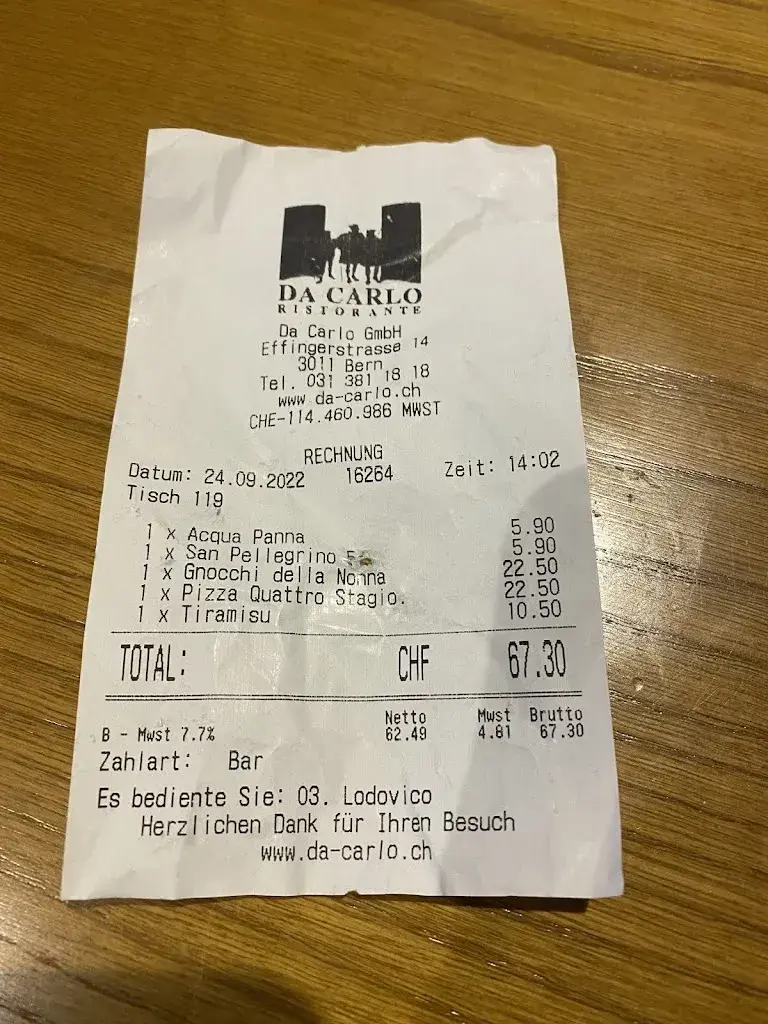 DA CARLO
RISTORANTE
Da Carlo GmbH
Effingerstrasse 14
3011 Bern
Tel. 031 381 18 18
www.da-carlo.ch
CHE-114.460.986 MWST
RECHNUNG
Datum: 24.09.2022 16264 Zeit: 14:02
Tisch 119
1 x Acqua Panna 5.90
1 x San Pellegrino 5.90
1 x Gnocchi della Nonna 22.50
1 x Pizza Quattro Stagio. 22.50
1 x Tiramisu 10.50
TOTAL: CHF 67.30
Netto Mwst Brutto
B - Mwst 7.7% 62.49 4.81 67.30
Zahlart: Bar
Es bediente Sie: 03. Lodovico
Herzlichen Dank für Ihren Besuch
www.da-carlo.ch